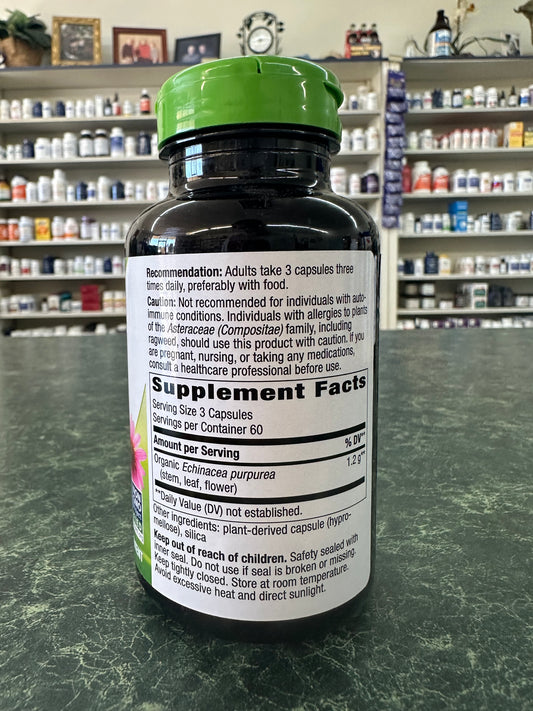 Recommendation: Adults take 3 capsules three
times daily, preferably with food.
Caution: Not recommended for individuals with auto-
immune conditions. Individuals with allergies to plants
of the Asteraceae (Compositae) family, including
ragweed, should use this product with caution. If you
are pregnant, nursing, or taking any medications,
consult a healthcare professional before use.
Supplement Facts
Serving Size 3 Capsules
Servings per Container 60
Amount per Serving % DV**
Organic Echinacea purpurea 1.2 g**
(stem, leaf, flower)
**Daily Value (DV) not established.
Other ingredients: plant-derived capsule (hypro-
mellose), silica
Keep out of reach of children. Safety sealed with
inner seal. Do not use if seal is broken or missing.
Keep tightly closed. Store at room temperature.
Avoid excessive heat and direct sunlight.